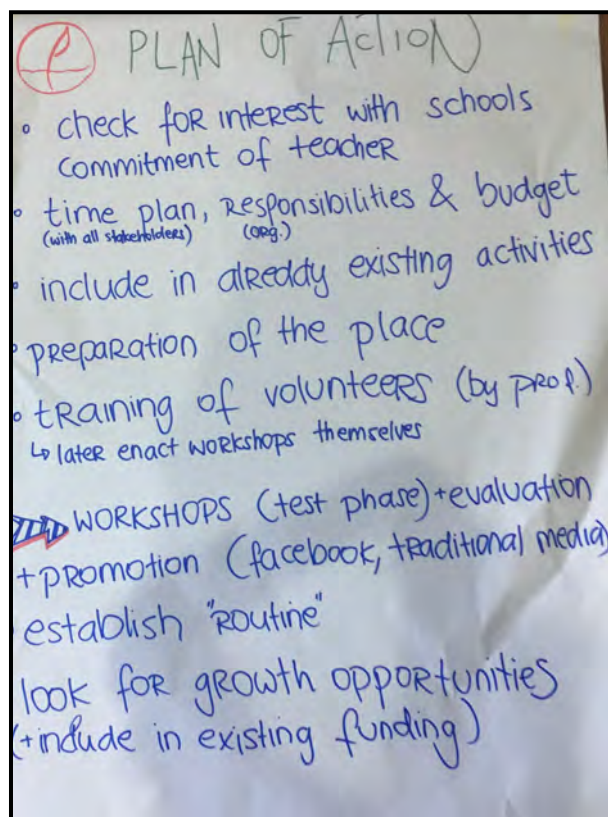 PLAN OF ACTION
• check for interest with schools
commitment of teacher
• time plan, Responsibilities & budget
(with all stakeholders) (ORg.)
• include in alreddy existing activities
• preparation of the place
• training of volunteers (by prof.)
↳ later enact workshops themselves
WORKSHOPS (test phase) + evaluation
+ promotion (facebook, traditional media)
establish "Routine"
look for growth opportunities
(+ include in existing funding)